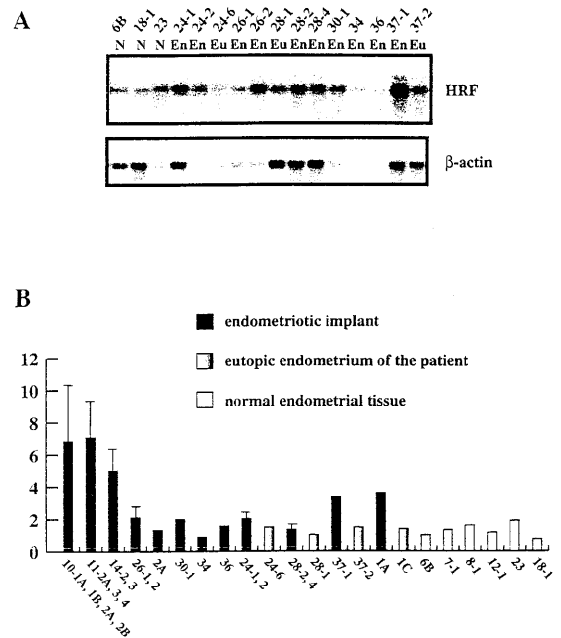 A
6B 18-1 23 24-1 24-2 24-6 26-1 26-2 28-1 28-2 28-4 30-1 34 36 37-1 37-2
N N N En En Eu En En Eu En En En En En En Eu
HRF
β-actin
B
endometriotic implant
eutopic endometrium of the patient
normal endometrial tissue
12
10
8
6
4
2
0
10-1A, 1B, 2A, 2B
11-2A, 3, 4
14-2, 3
26-1, 2
2A
30-1
34
36
24-1, 2
24-6
28-2, 4
28-1
37-1
37-2
1A
1C
6B
7-1
8-1
12-1
23
18-1